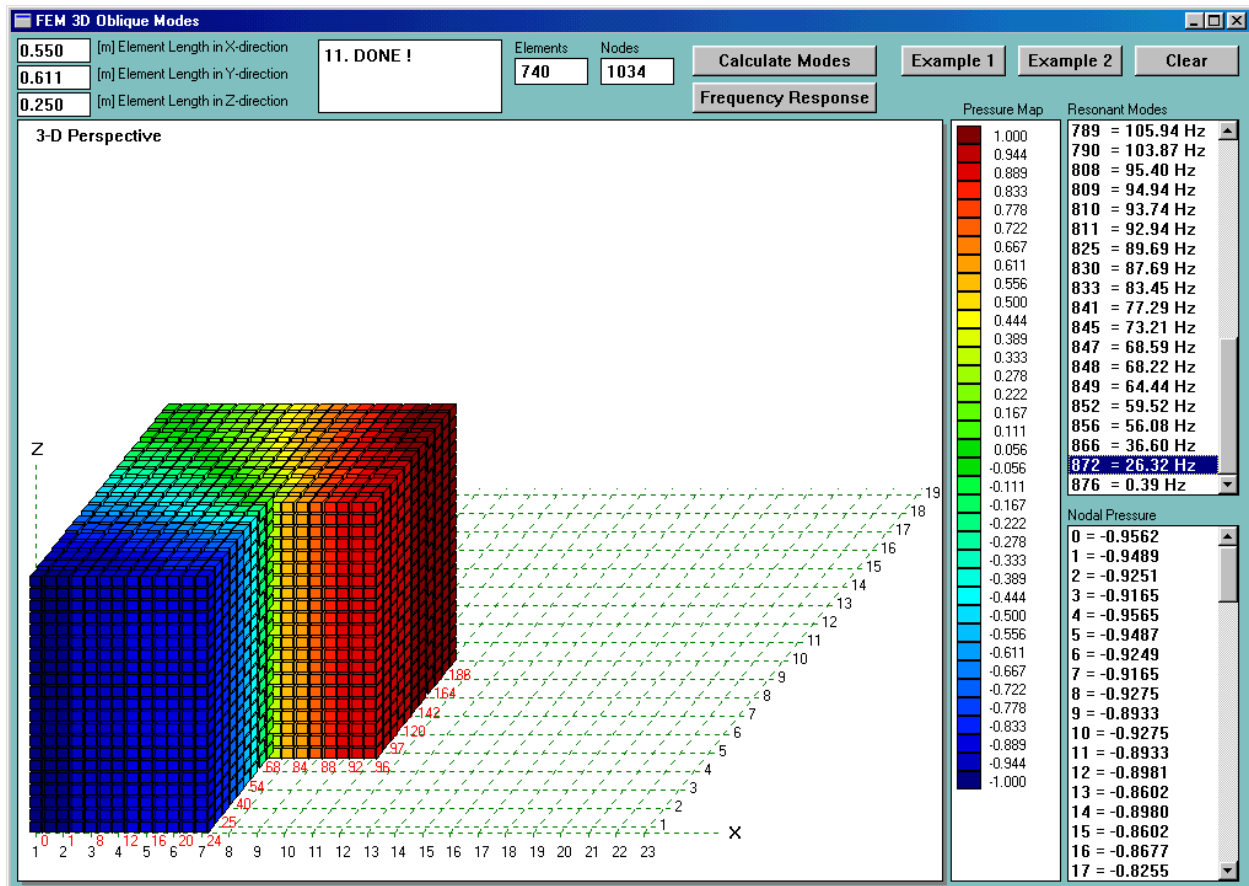 FEM 3D Oblique Modes
0.550 [m] Element Length in X-direction
0.611 [m] Element Length in Y-direction
0.250 [m] Element Length in Z-direction
11. DONE !
Elements Nodes
740 1034
Calculate Modes
Frequency Response
Example 1 Example 2 Clear
3-D Perspective
Z
X
1 2 3 4 5 6 7 8 9 10 11 12 13 14 15 16 17 18 19 20 21 22 23
0 1 8 12 16 20 24
25
40
54
68 84 88 92 96
97
120
142
164
186
1
2
3
4
5
6
7
8
9
10
11
12
13
14
15
16
17
18
19
Pressure Map
1.000
0.944
0.889
0.833
0.778
0.722
0.667
0.611
0.556
0.500
0.444
0.389
0.333
0.278
0.222
0.167
0.111
0.056
-0.056
-0.111
-0.167
-0.222
-0.278
-0.333
-0.389
-0.444
-0.500
-0.556
-0.611
-0.667
-0.722
-0.778
-0.833
-0.889
-0.944
-1.000
Resonant Modes
789 = 105.94 Hz
790 = 103.87 Hz
808 = 95.40 Hz
809 = 94.94 Hz
810 = 93.74 Hz
811 = 92.94 Hz
825 = 89.69 Hz
830 = 87.69 Hz
833 = 83.45 Hz
841 = 77.29 Hz
845 = 73.21 Hz
847 = 68.59 Hz
848 = 68.22 Hz
849 = 64.44 Hz
852 = 59.52 Hz
856 = 56.08 Hz
866 = 36.60 Hz
872 = 26.32 Hz
876 = 0.39 Hz
Nodal Pressure
0 = -0.9562
1 = -0.9489
2 = -0.9251
3 = -0.9165
4 = -0.9565
5 = -0.9487
6 = -0.9249
7 = -0.9165
8 = -0.9275
9 = -0.8933
10 = -0.9275
11 = -0.8933
12 = -0.8981
13 = -0.8602
14 = -0.8980
15 = -0.8602
16 = -0.8677
17 = -0.8255